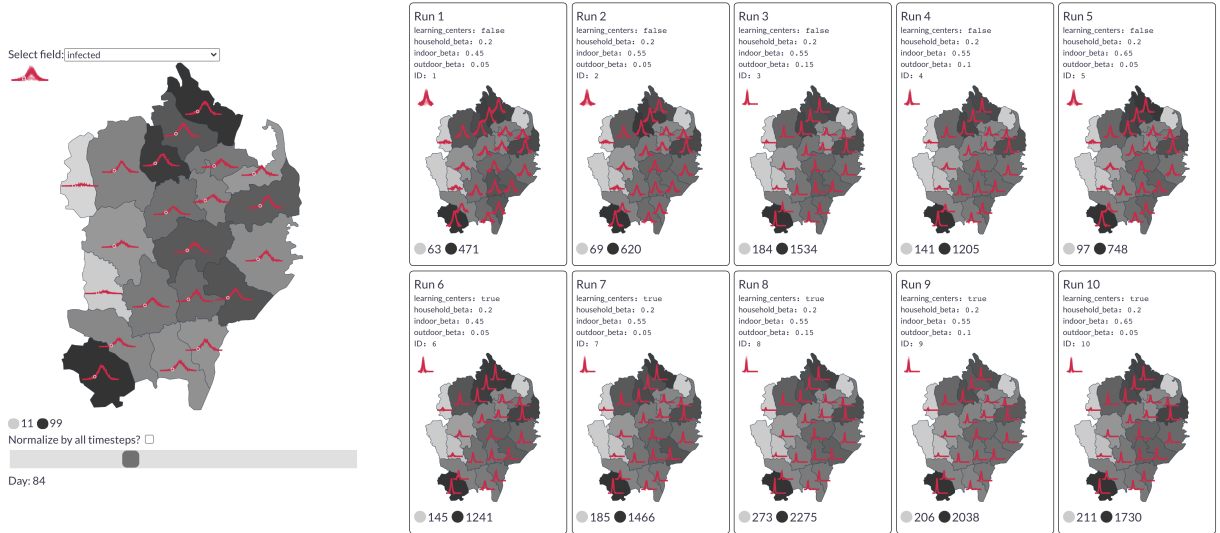 Select field: infected
11 99
Normalize by all timesteps?
Day: 84
Run 1
learning_centers: false
household_beta: 0.2
indoor_beta: 0.45
outdoor_beta: 0.05
ID: 1
63 471
Run 2
learning_centers: false
household_beta: 0.2
indoor_beta: 0.55
outdoor_beta: 0.05
ID: 2
69 620
Run 3
learning_centers: false
household_beta: 0.2
indoor_beta: 0.55
outdoor_beta: 0.15
ID: 3
184 1534
Run 4
learning_centers: false
household_beta: 0.2
indoor_beta: 0.55
outdoor_beta: 0.1
ID: 4
141 1205
Run 5
learning_centers: false
household_beta: 0.2
indoor_beta: 0.65
outdoor_beta: 0.05
ID: 5
97 748
Run 6
learning_centers: true
household_beta: 0.2
indoor_beta: 0.45
outdoor_beta: 0.05
ID: 6
145 1241
Run 7
learning_centers: true
household_beta: 0.2
indoor_beta: 0.55
outdoor_beta: 0.05
ID: 7
185 1466
Run 8
learning_centers: true
household_beta: 0.2
indoor_beta: 0.55
outdoor_beta: 0.15
ID: 8
273 2275
Run 9
learning_centers: true
household_beta: 0.2
indoor_beta: 0.55
outdoor_beta: 0.1
ID: 9
206 2038
Run 10
learning_centers: true
household_beta: 0.2
indoor_beta: 0.65
outdoor_beta: 0.05
ID: 10
211 1730